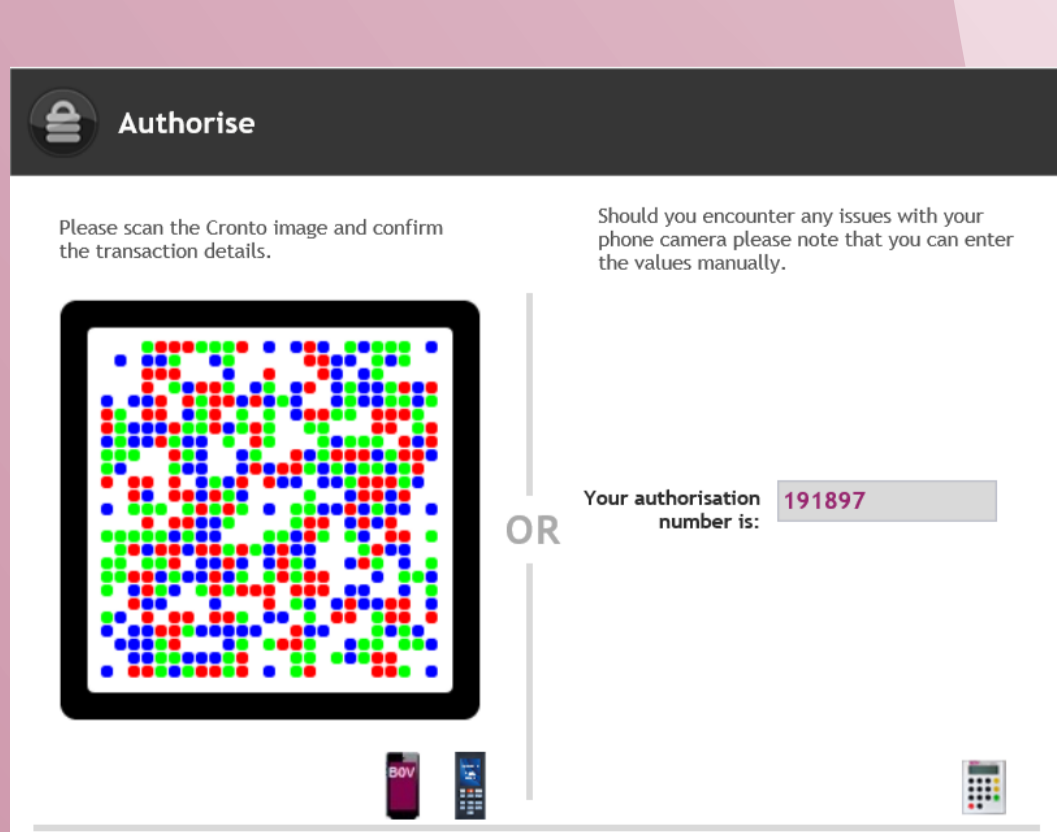 Authorise
Please scan the Cronto image and confirm
the transaction details.
Should you encounter any issues with your
phone camera please note that you can enter
the values manually.
OR
Your authorisation
number is:
191897
BOV